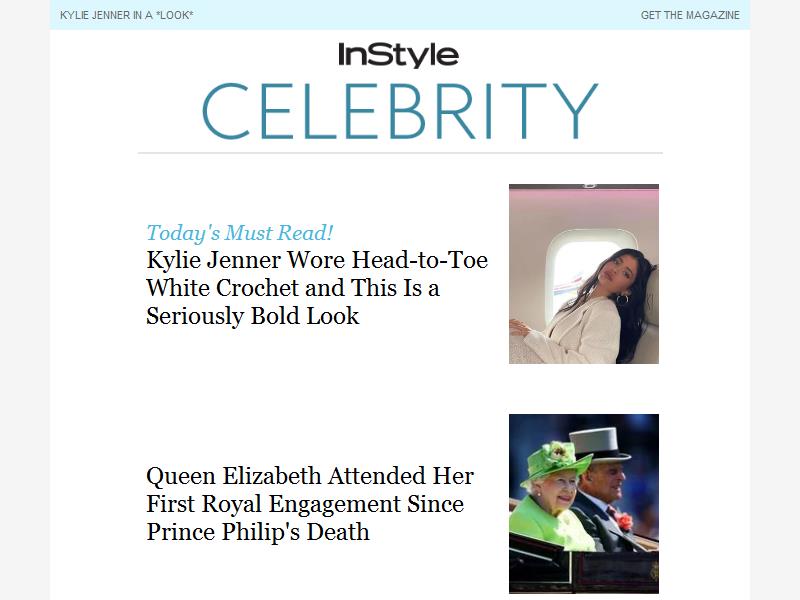 KYLIE JENNER IN A *LOOK*
GET THE MAGAZINE
InStyle
CELEBRITY
Today's Must Read!
Kylie Jenner Wore Head-to-Toe
White Crochet and This Is a
Seriously Bold Look
Queen Elizabeth Attended Her
First Royal Engagement Since
Prince Philip's Death